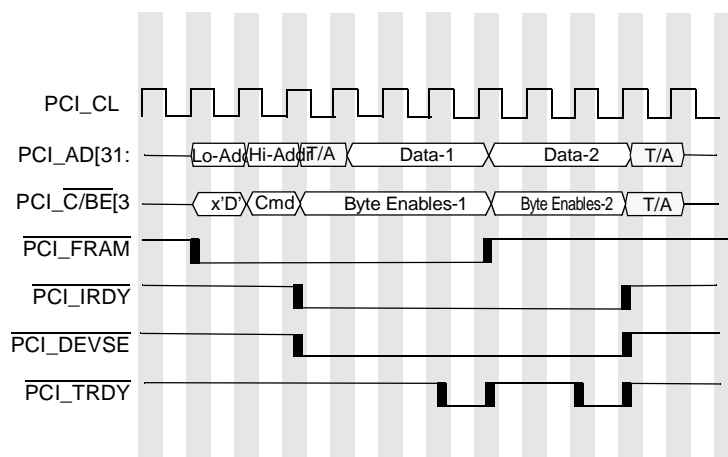 PCI_CL
PCI_AD[31: Lo-Add Hi-Addr T/A Data-1 Data-2 T/A
PCI_C/BE[3 x'D' Cmd Byte Enables-1 Byte Enables-2 T/A
PCI_FRAM
PCI_IRDY
PCI_DEVSE
PCI_TRDY